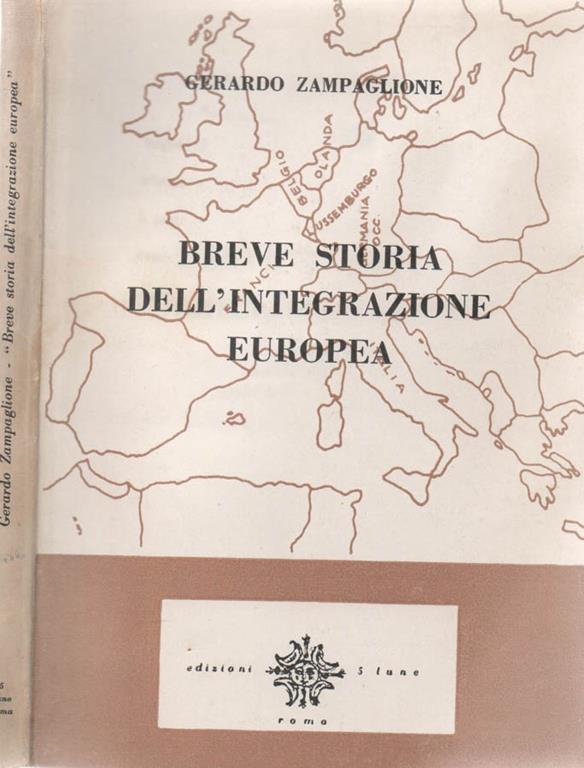 GERARDO ZAMPAGLIONE
BREVE STORIA
DELL'INTEGRAZIONE
EUROPEA
BELGIO
OLANDA
USSEMBURGO
GERMANIA
OCC.
edizioni 5 lune
roma
Gerardo Zampaglione - "Breve storia dell'integrazione europea"